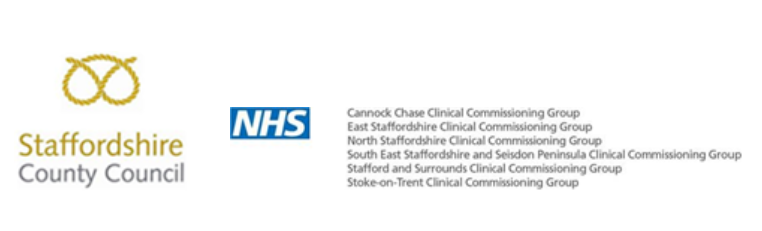 Staffordshire
County Council
NHS
Cannock Chase Clinical Commissioning Group
East Staffordshire Clinical Commissioning Group
North Staffordshire Clinical Commissioning Group
South East Staffordshire and Seisdon Peninsula Clinical Commissioning Group
Stafford and Surrounds Clinical Commissioning Group
Stoke-on-Trent Clinical Commissioning Group